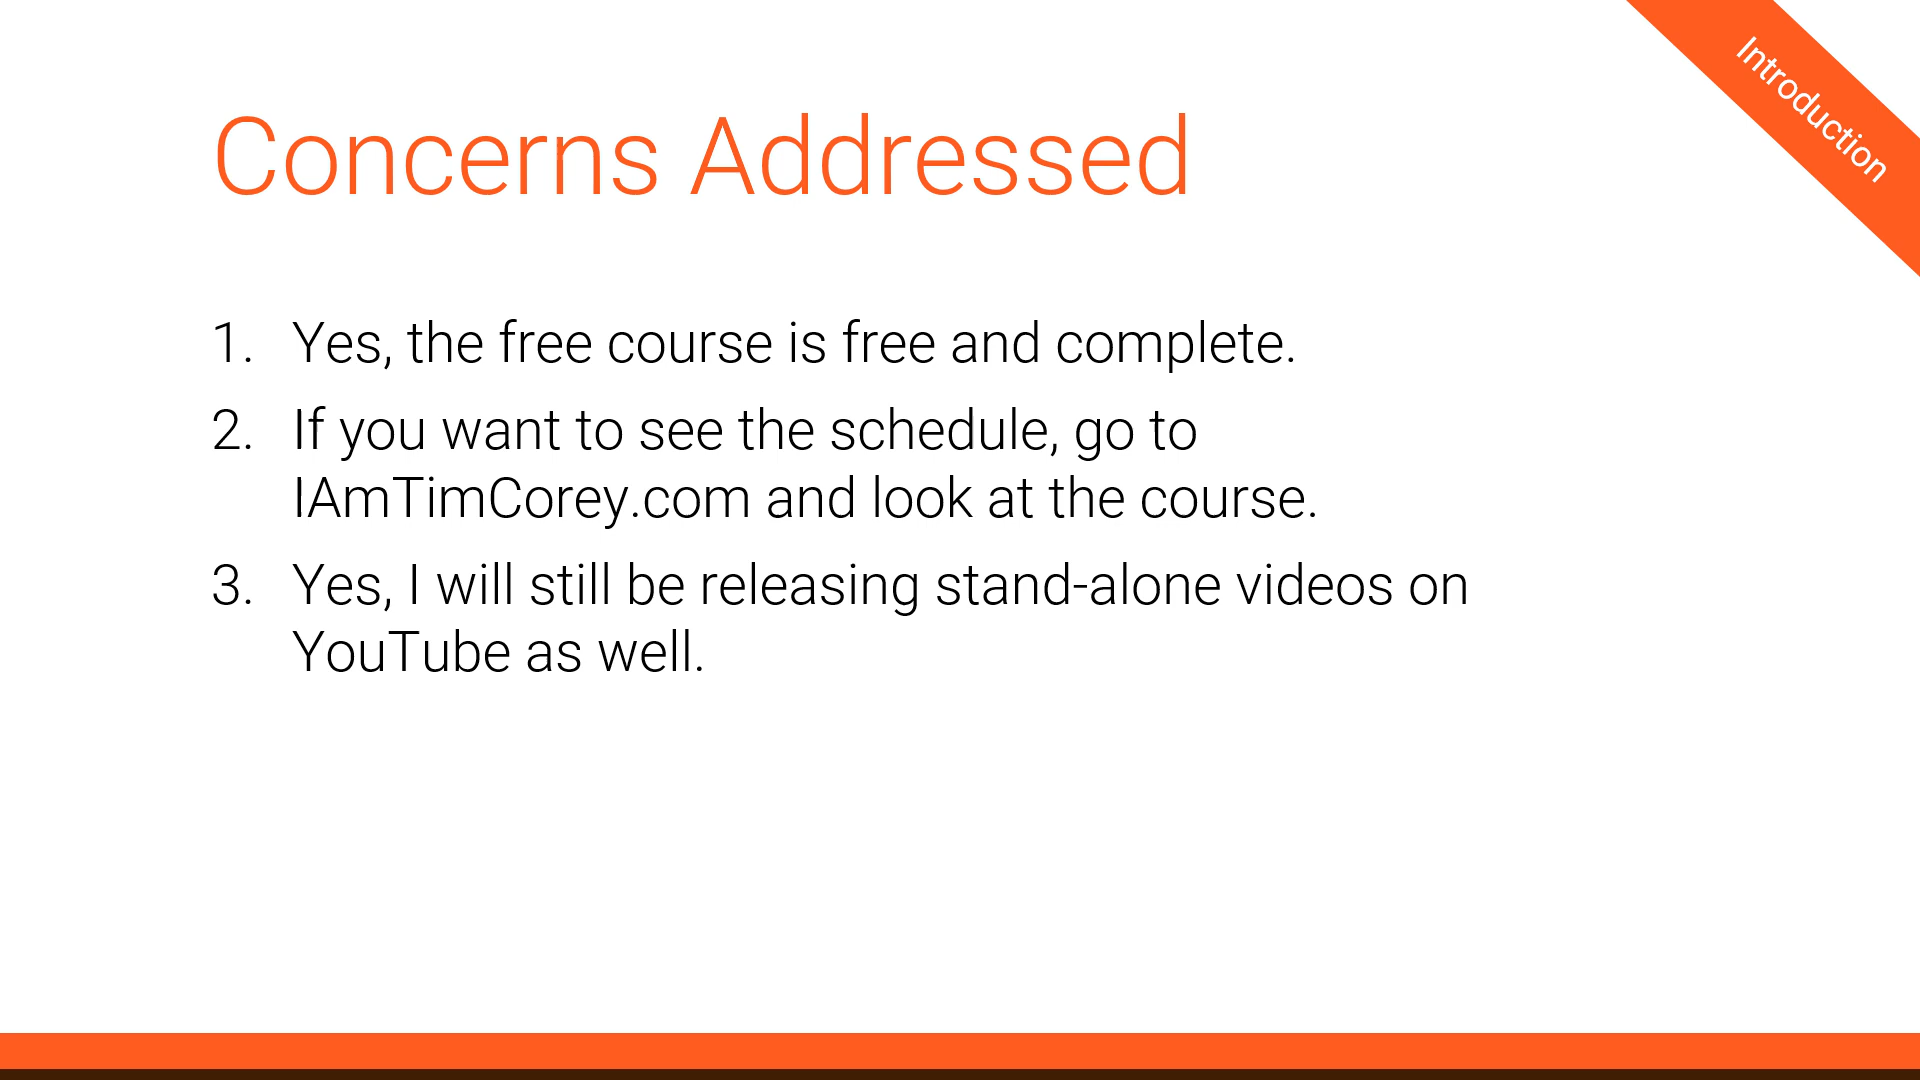 Introduction
Concerns Addressed
1. Yes, the free course is free and complete.
2. If you want to see the schedule, go to
IAmTimCorey.com and look at the course.
3. Yes, I will still be releasing stand-alone videos on
YouTube as well.